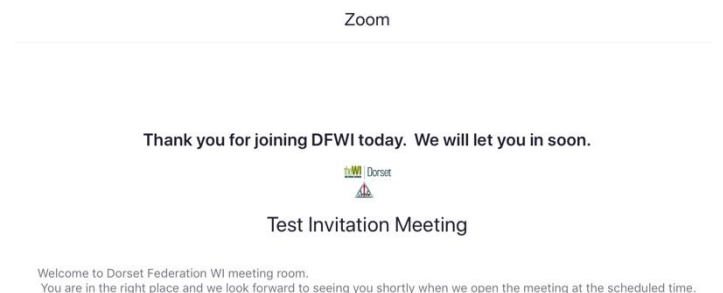 Zoom
Thank you for joining DFWI today. We will let you in soon.
theWI Dorset
Test Invitation Meeting
Welcome to Dorset Federation WI meeting room.
You are in the right place and we look forward to seeing you shortly when we open the meeting at the scheduled time.